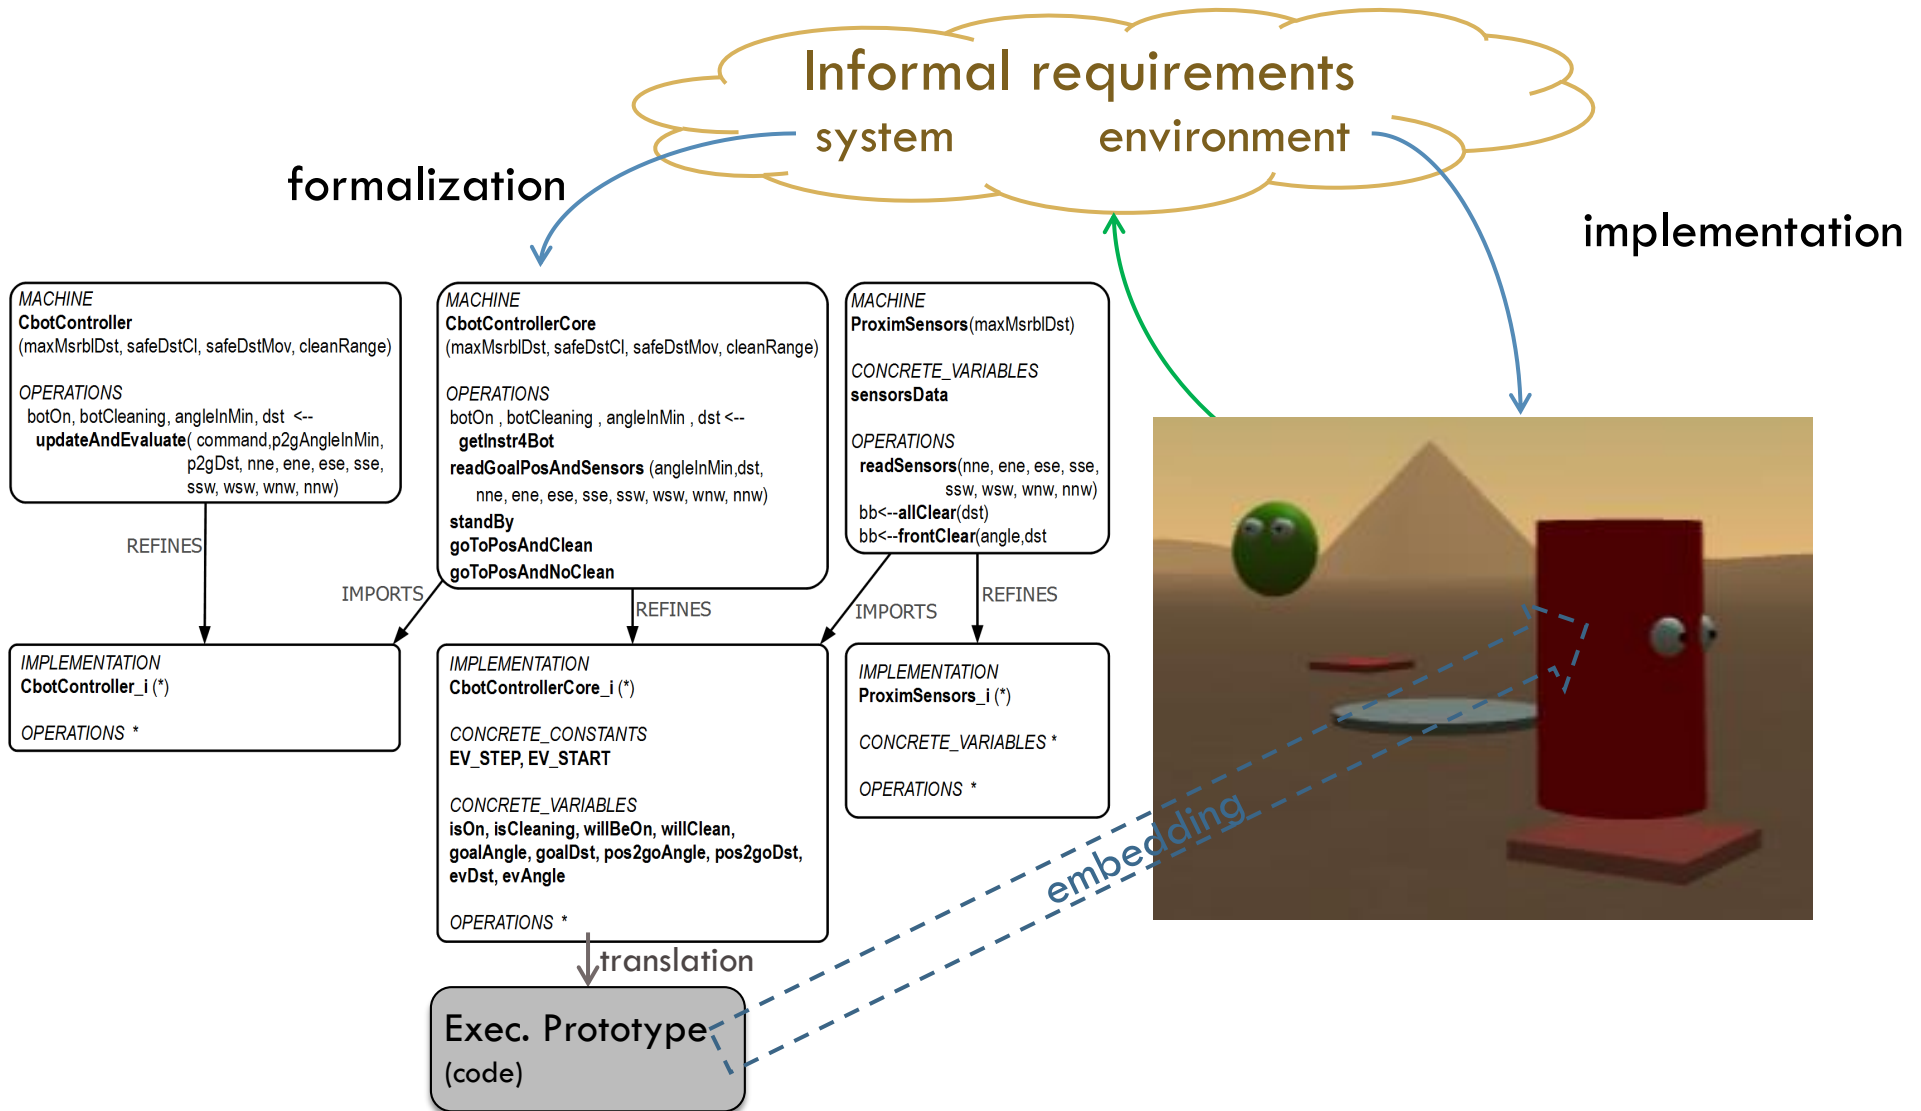 Informal requirements
system environment
formalization
implementation
MACHINE
CbotController
(maxMsrblDst, safeDstCl, safeDstMov, cleanRange)
OPERATIONS
botOn, botCleaning, angleInMin, dst <--
updateAndEvaluate( command,p2gAngleInMin,
p2gDst, nne, ene, ese, sse,
ssw, wsw, wnw, nnw)
MACHINE
CbotControllerCore
(maxMsrblDst, safeDstCl, safeDstMov, cleanRange)
OPERATIONS
botOn , botCleaning , angleInMin , dst <--
getInstr4Bot
readGoalPosAndSensors (angleInMin,dst,
nne, ene, ese, sse, ssw, wsw, wnw, nnw)
standBy
goToPosAndClean
goToPosAndNoClean
MACHINE
ProximSensors(maxMsrblDst)
CONCRETE_VARIABLES
sensorsData
OPERATIONS
readSensors(nne, ene, ese, sse,
ssw, wsw, wnw, nnw)
bb<--allClear(dst)
bb<--frontClear(angle,dst
REFINES
IMPORTS
REFINES
IMPORTS
REFINES
IMPLEMENTATION
CbotController_i (*)
OPERATIONS *
IMPLEMENTATION
CbotControllerCore_i (*)
CONCRETE_CONSTANTS
EV_STEP, EV_START
CONCRETE_VARIABLES
isOn, isCleaning, willBeOn, willClean,
goalAngle, goalDst, pos2goAngle, pos2goDst,
evDst, evAngle
OPERATIONS *
IMPLEMENTATION
ProximSensors_i (*)
CONCRETE_VARIABLES *
OPERATIONS *
embedding
translation
Exec. Prototype
(code)